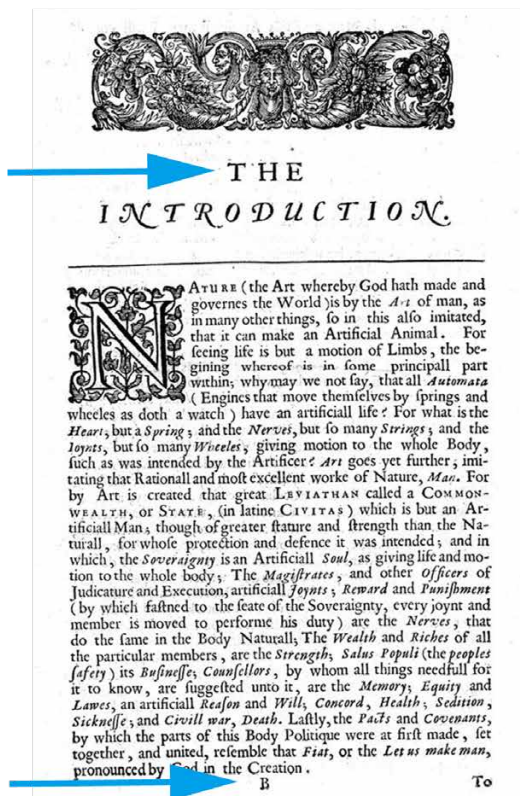 THE
INTRODUCTION.
NATURE (the Art whereby God hath made and
governes the World) is by the Art of man, as
in many other things, ſo in this alſo imitated,
that it can make an Artificial Animal. For
ſeeing life is but a motion of Limbs, the be-
gining whereof is in ſome principall part
within; why may we not ſay, that all Automata
(Engines that move themſelves by ſprings and
wheeles as doth a watch) have an artificiall life? For what is the
Heart, but a Spring; and the Nerves, but ſo many Strings; and the
Ioynts, but ſo many Wheeles, giving motion to the whole Body,
ſuch as was intended by the Artificer? Art goes yet further, imi-
tating that Rationall and moſt excellent worke of Nature, Man. For
by Art is created that great LEVIATHAN called a COMMON-
WEALTH, or STATE, (in latine CIVITAS) which is but an Ar-
tificiall Man; though of greater ſtature and ſtrength than the Na-
turall, for whoſe protection and defence it was intended; and in
which, the Soveraignty is an Artificiall Soul, as giving life and mo-
tion to the whole body; The Magiſtrates, and other Officers of
Judicature and Execution, artificiall Joynts; Reward and Puniſhment
(by which faſtned to the ſeate of the Soveraignty, every joynt and
member is moved to performe his duty) are the Nerves, that
do the ſame in the Body Naturall; The Wealth and Riches of all
the particular members, are the Strength; Salus Populi (the peoples
ſafety) its Buſineſſe; Counſellors, by whom all things needfull for
it to know, are ſuggeſted unto it, are the Memory; Equity and
Lawes, an artificiall Reaſon and Will; Concord, Health; Sedition,
Sickneſſe; and Civill war, Death. Laſtly, the Pacts and Covenants,
by which the parts of this Body Politique were at firſt made, ſet
together, and united, reſemble that Fiat, or the Let us make man,
pronounced by God in the Creation.
B To